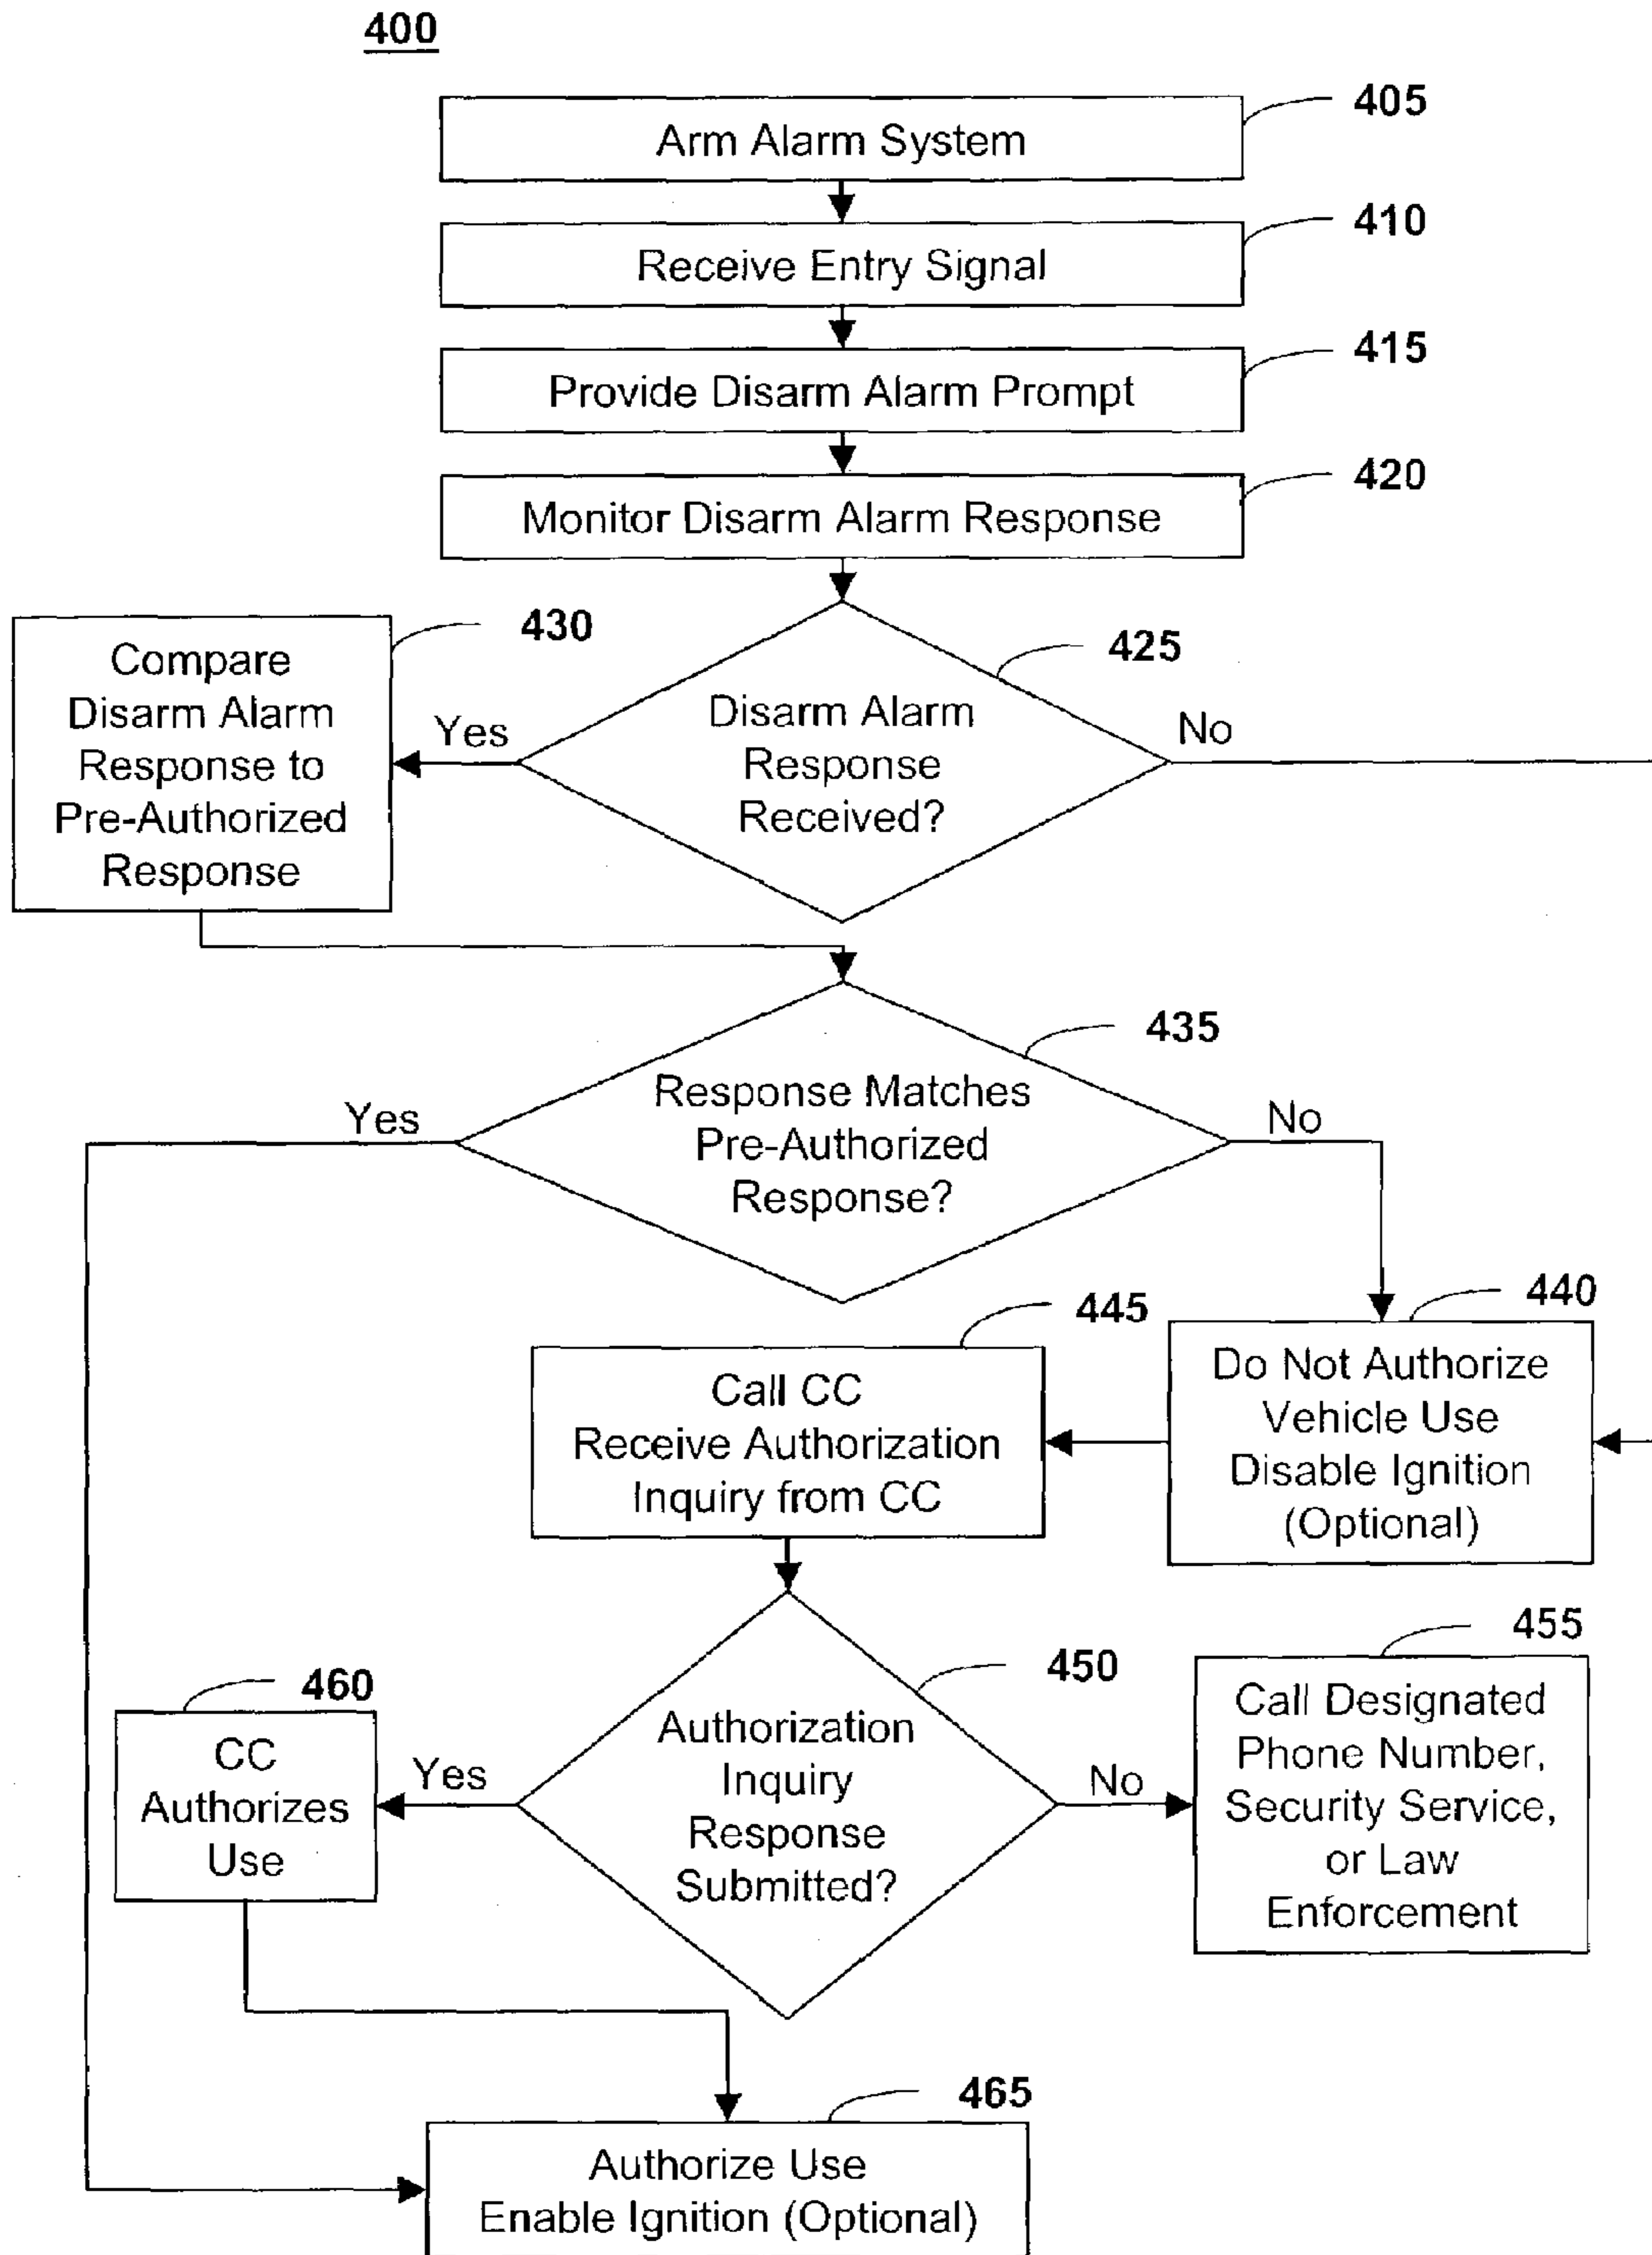 400
405
Arm Alarm System
410
Receive Entry Signal
415
Provide Disarm Alarm Prompt
420
Monitor Disarm Alarm Response
430
Compare
Disarm Alarm
Response to
Pre-Authorized
Response
Yes
425
Disarm Alarm
Response
Received?
No
435
Response Matches
Pre-Authorized
Response?
Yes
No
440
Do Not Authorize
Vehicle Use
Disable Ignition
(Optional)
445
Call CC
Receive Authorization
Inquiry from CC
450
Authorization
Inquiry
Response
Submitted?
Yes
No
455
Call Designated
Phone Number,
Security Service,
or Law
Enforcement
460
CC
Authorizes
Use
465
Authorize Use
Enable Ignition (Optional)